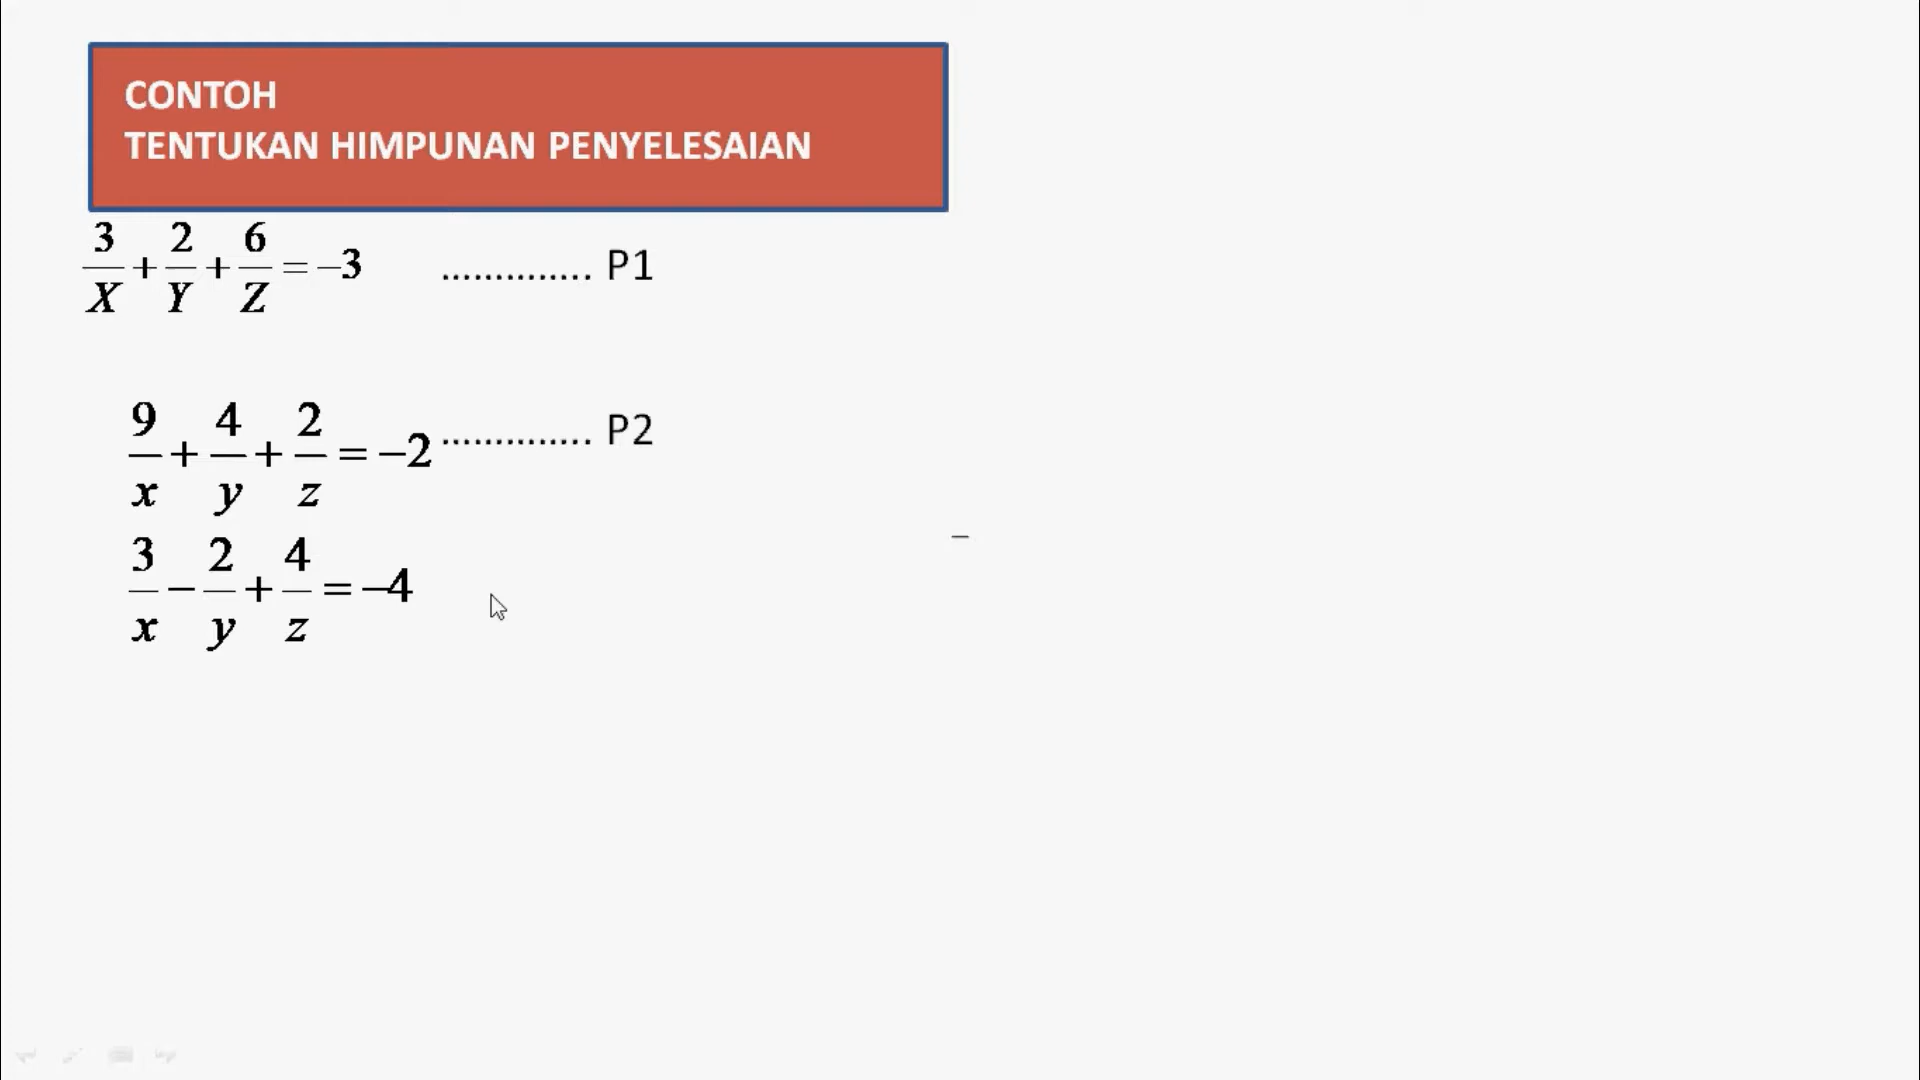 CONTOH
TENTUKAN HIMPUNAN PENYELESAIAN
3/X + 2/Y + 6/Z = −3 .............. P1
9/x + 4/y + 2/z = −2 .............. P2
3/x − 2/y + 4/z = −4
–